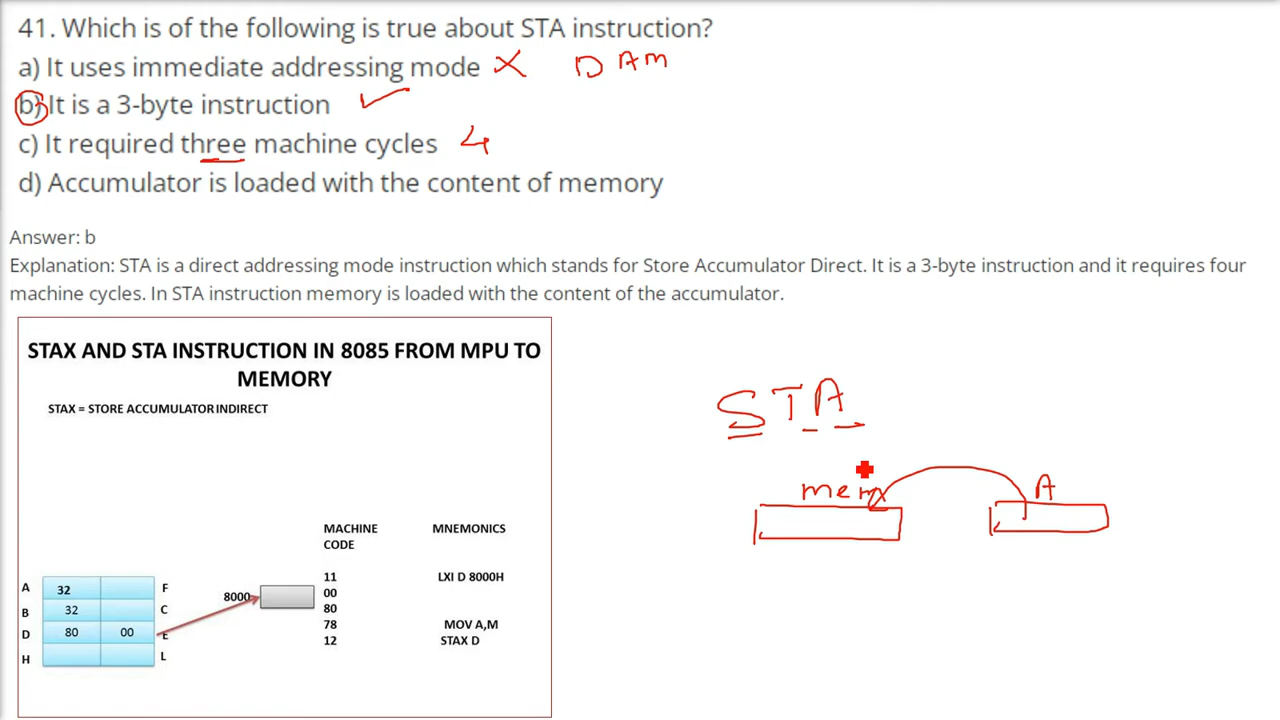 41. Which is of the following is true about STA instruction?
a) It uses immediate addressing mode X DAM
b) It is a 3-byte instruction ✓
c) It required three machine cycles 4
d) Accumulator is loaded with the content of memory
Answer: b
Explanation: STA is a direct addressing mode instruction which stands for Store Accumulator Direct. It is a 3-byte instruction and it requires four
machine cycles. In STA instruction memory is loaded with the content of the accumulator.
STAX AND STA INSTRUCTION IN 8085 FROM MPU TO
MEMORY
STAX = STORE ACCUMULATOR INDIRECT
STA
mem A
MACHINE MNEMONICS
CODE
11 LXI D 8000H
00
80
78 MOV A,M
12 STAX D
A 32 F
B 32 C
D 80 00 E
H L
8000